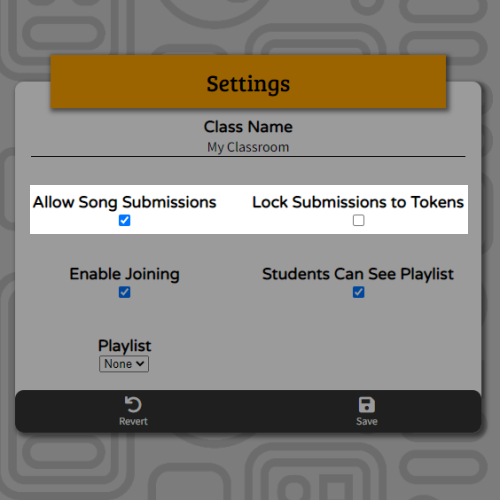 Settings
Class Name
My Classroom
Allow Song Submissions
Lock Submissions to Tokens
Enable Joining
Students Can See Playlist
Playlist
None
Revert
Save